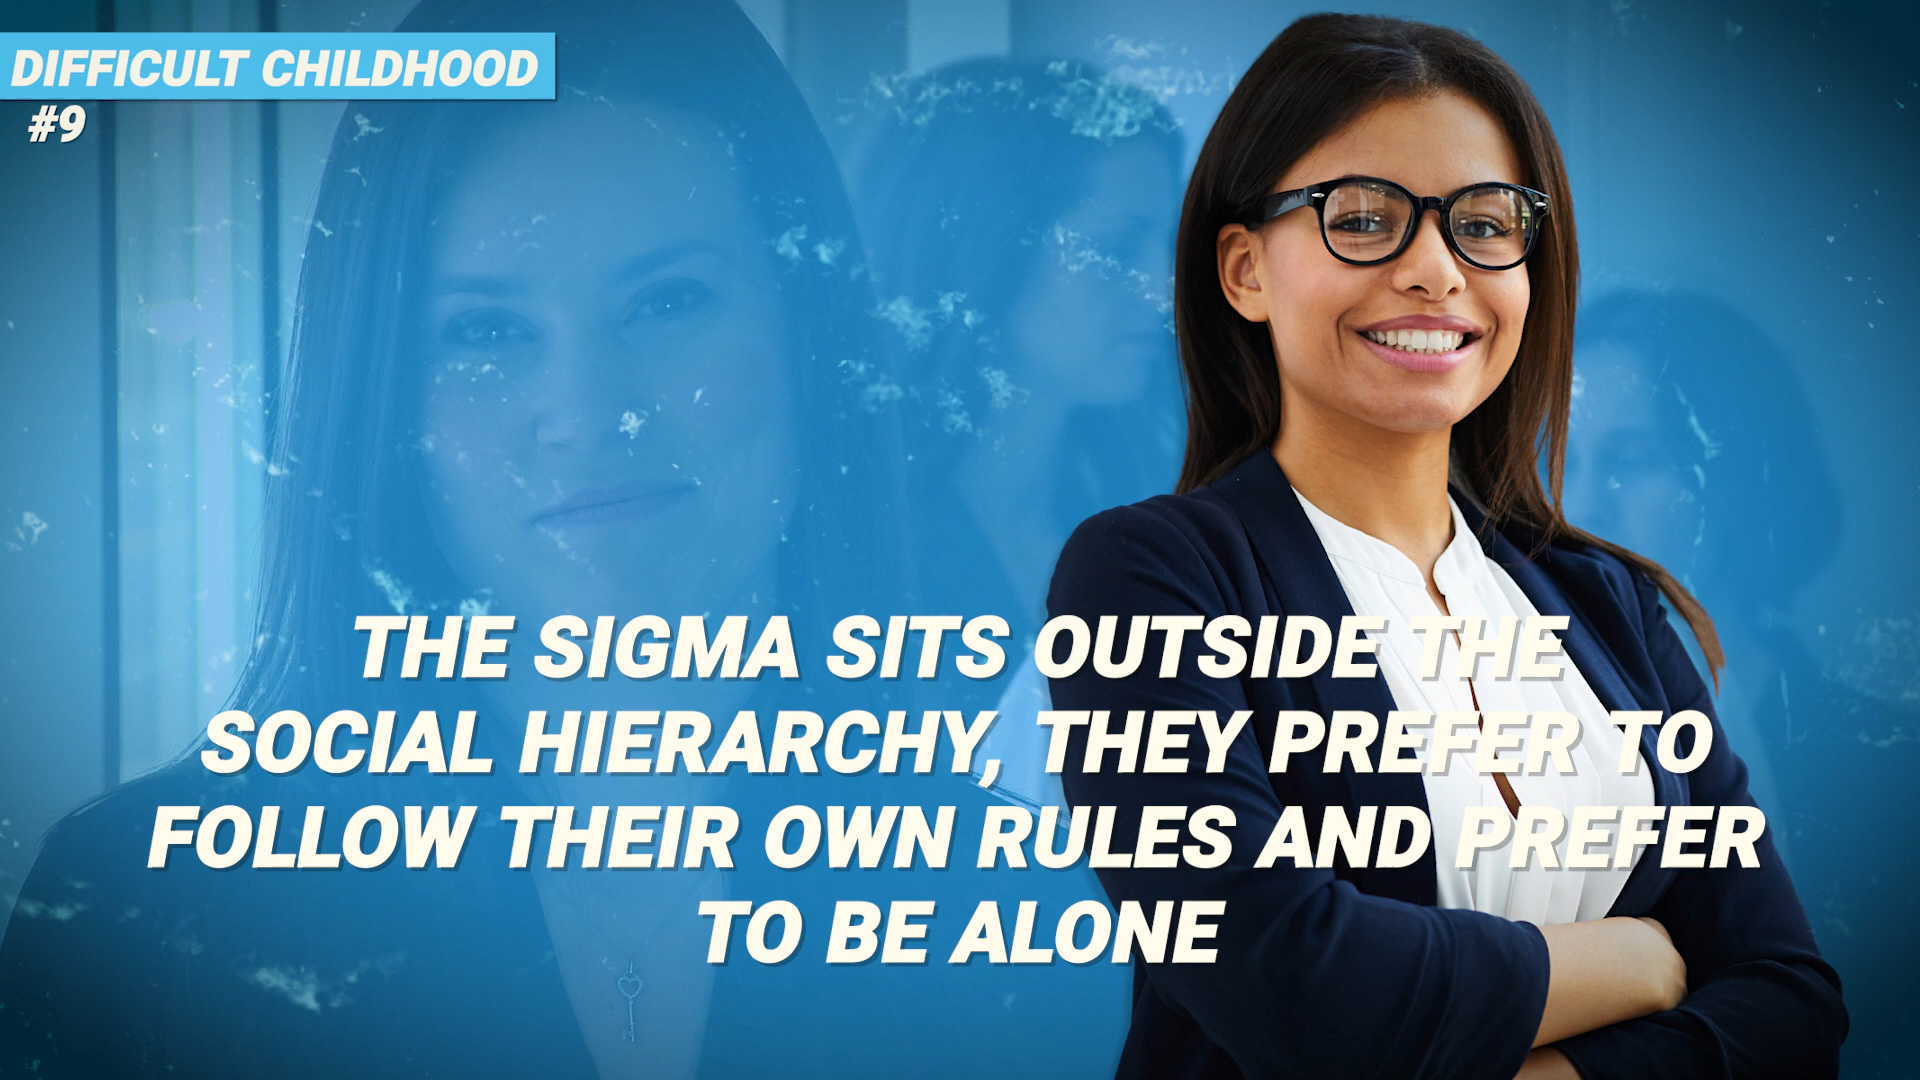 DIFFICULT CHILDHOOD
#9
THE SIGMA SITS OUTSIDE THE
SOCIAL HIERARCHY, THEY PREFER TO
FOLLOW THEIR OWN RULES AND PREFER
TO BE ALONE